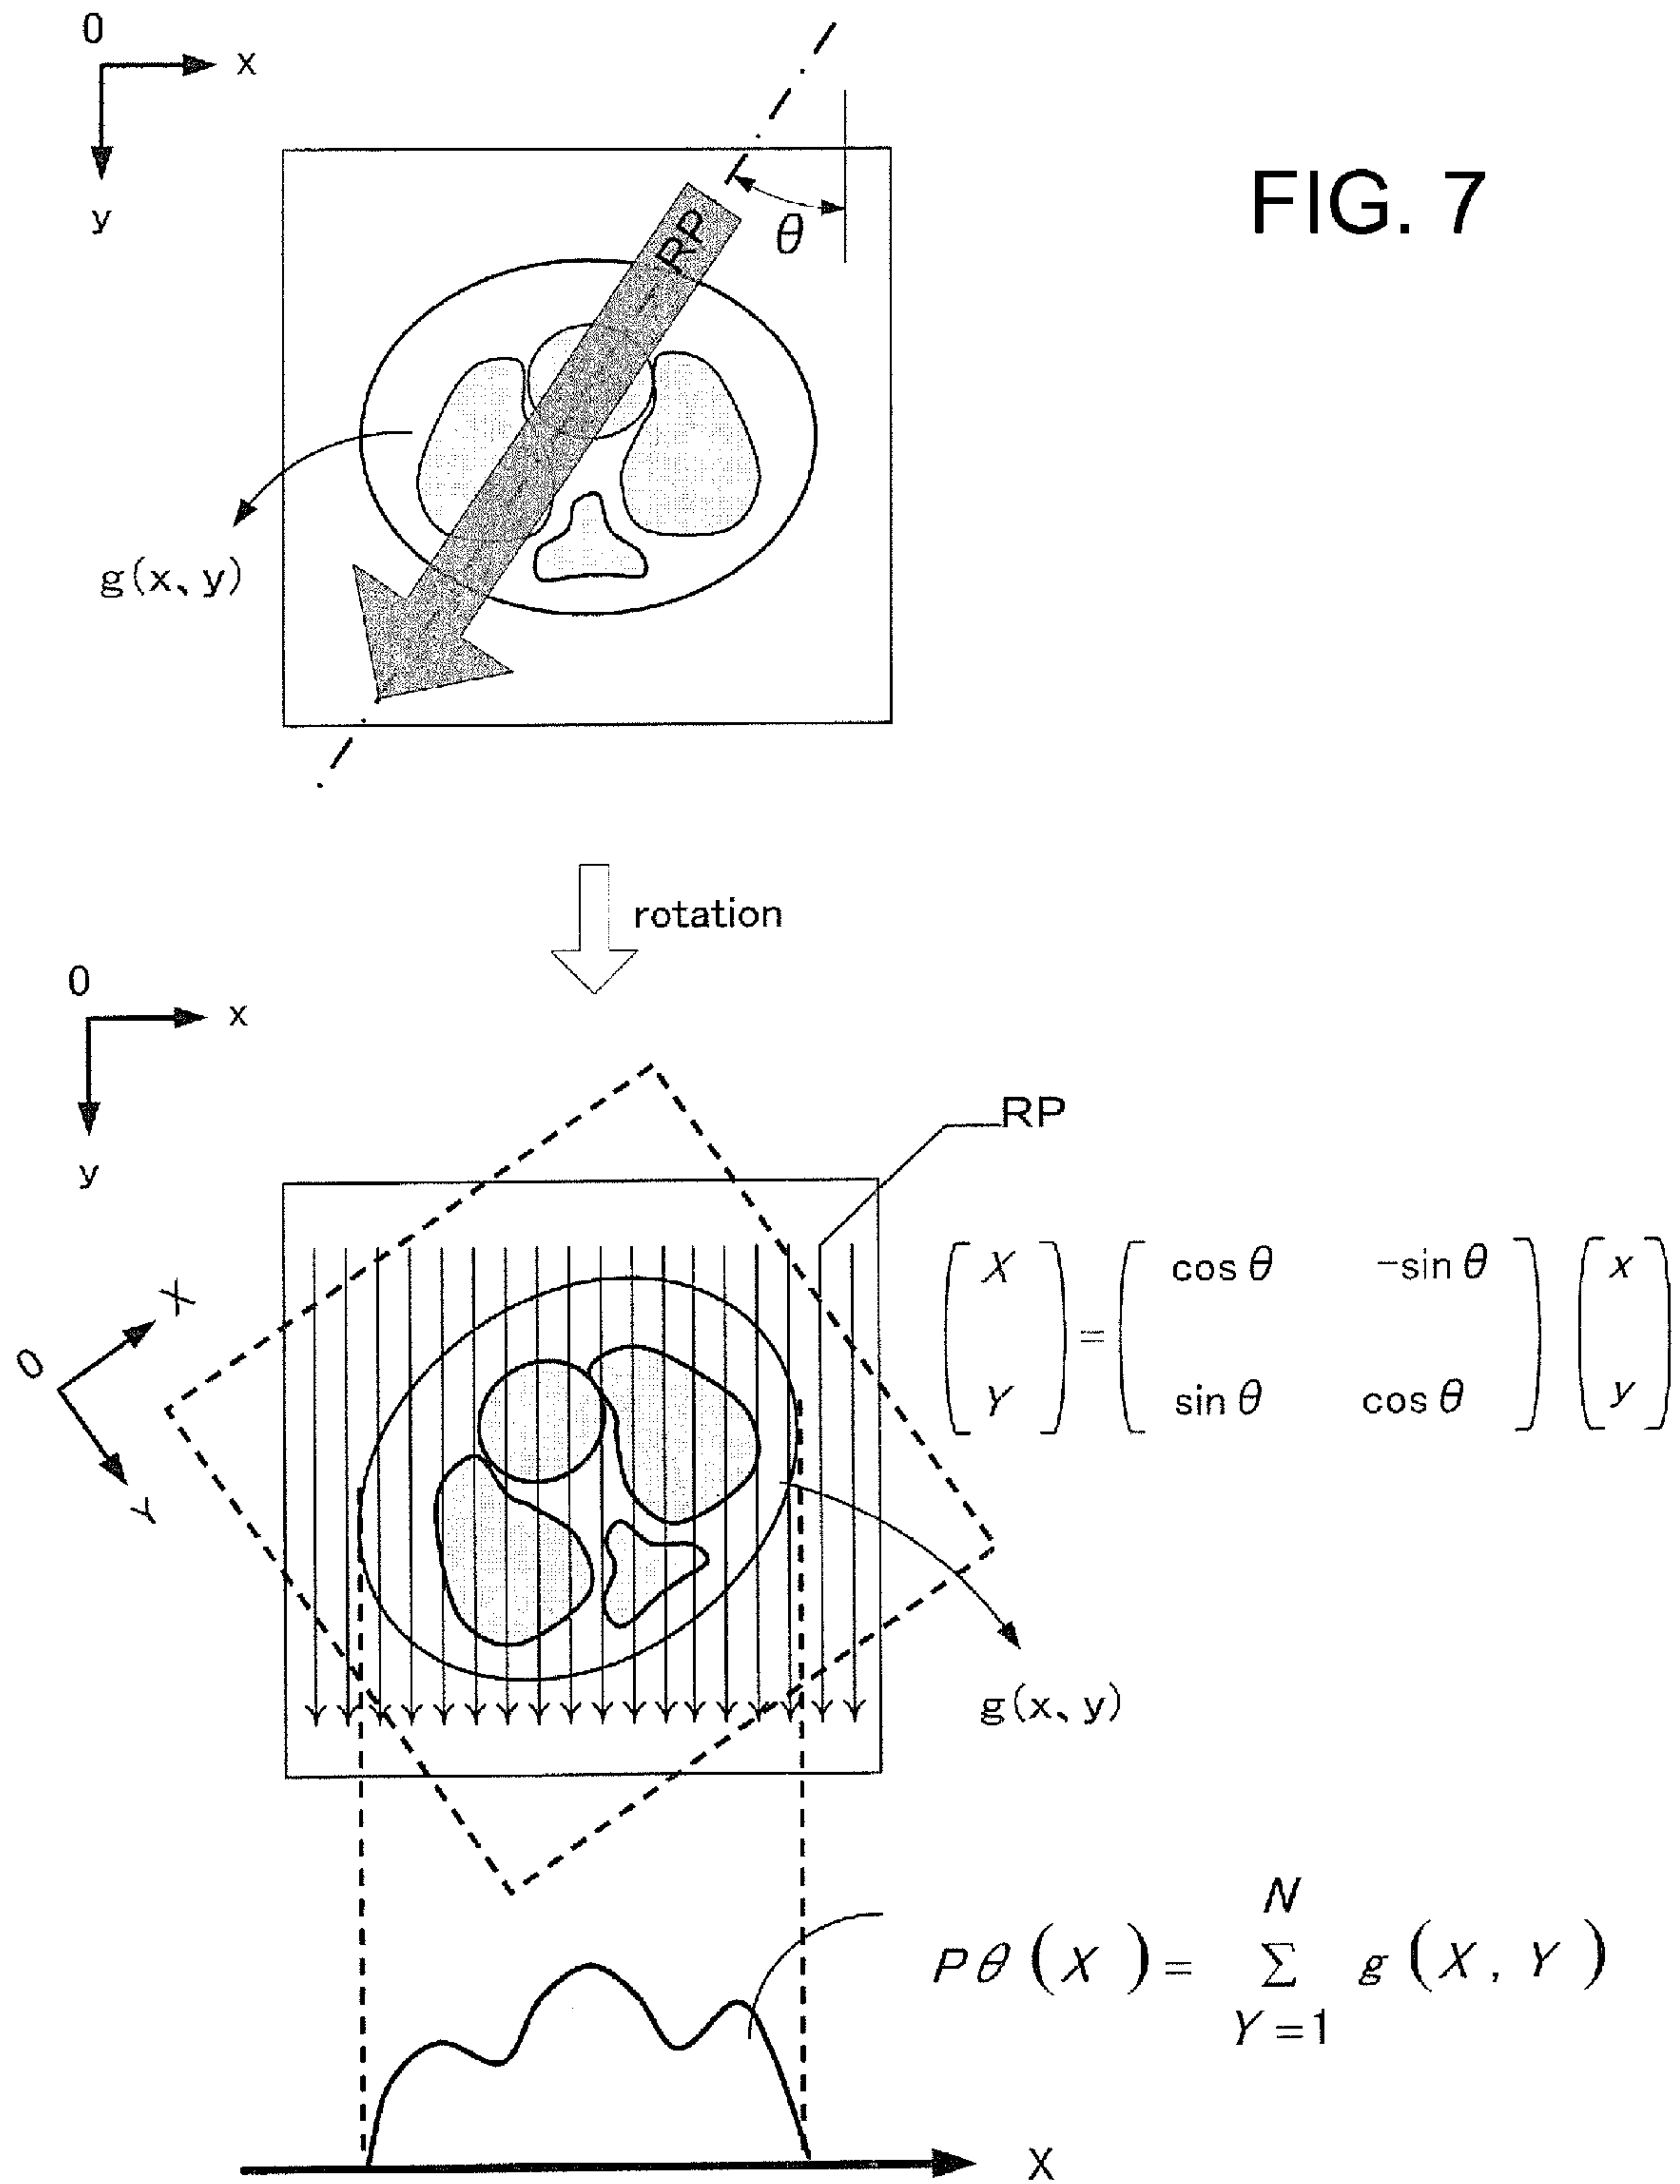 0
x
y
FIG. 7
θ
RP
g(x、y)
rotation
0
x
y
RP
0
X
Y
( X ) = ( cos θ -sin θ ) ( x )
( Y ) ( sin θ cos θ ) ( y )
g(x、y)
N
Pθ(X) = Σ g(X, Y)
Y=1
X